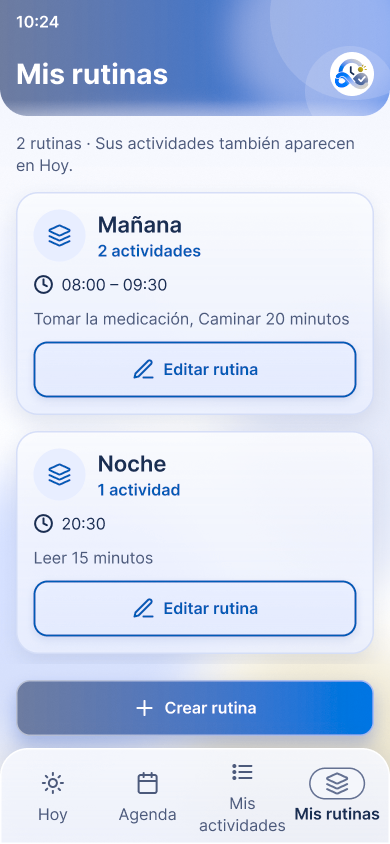 10:24
Mis rutinas
2 rutinas · Sus actividades también aparecen
en Hoy.
Mañana
2 actividades
08:00 – 09:30
Tomar la medicación, Caminar 20 minutos
Editar rutina
Noche
1 actividad
20:30
Leer 15 minutos
Editar rutina
Crear rutina
Hoy
Agenda
Mis
actividades
Mis rutinas